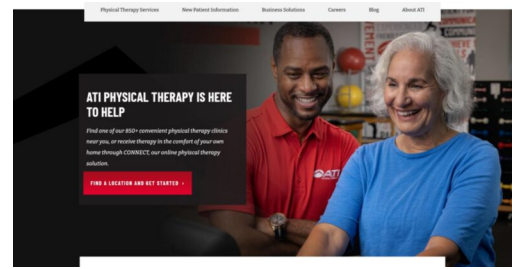 Physical Therapy Services New Patient Information Business Solutions Careers Blog About ATI
ATI PHYSICAL THERAPY IS HERE
TO HELP
Find one of our 850+ convenient physical therapy clinics
near you, or receive therapy in the comfort of your own
home through CONNECT, our online phyiscal therapy
solution.
FIND A LOCATION AND GET STARTED
ATI